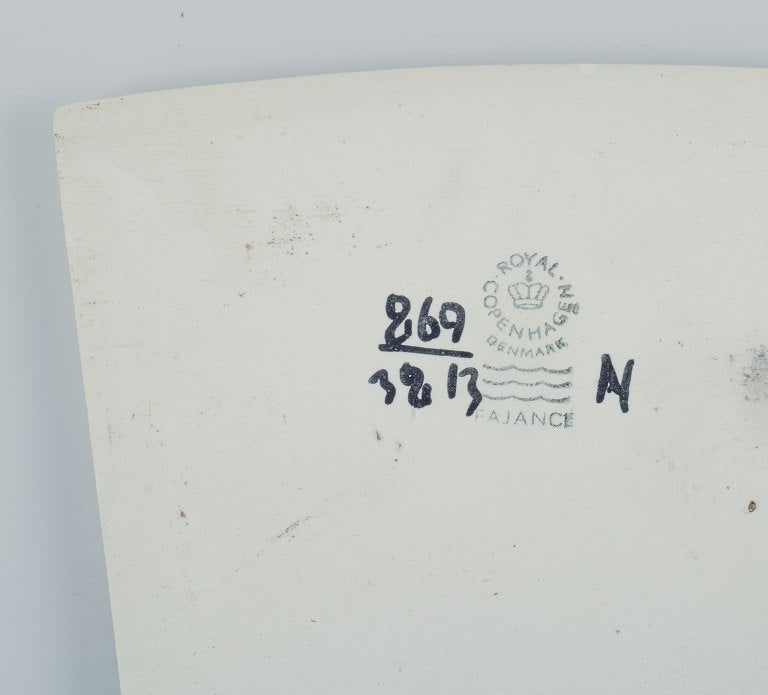 ROYAL · COPENHAGEN
DENMARK
FAJANCE
869
3813
N